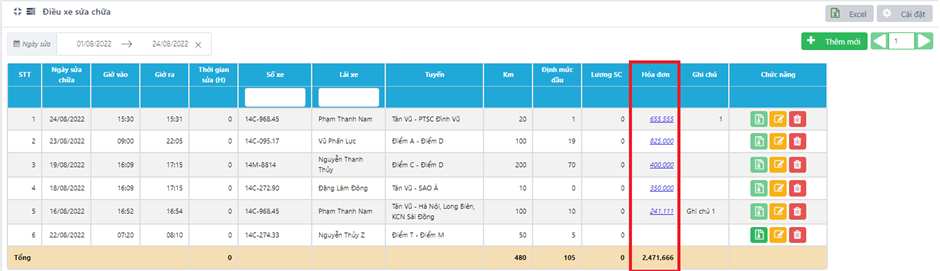 Điều xe sửa chữa Excel Cài đặt
Ngày sửa 01/08/2022 → 24/08/2022 × + Thêm mới 1
STT Ngày sửa chữa Giờ vào Giờ ra Thời gian sửa (H) Số xe Lái xe Tuyến Km Định mức dầu Lương SC Hóa đơn Ghi chú Chức năng
1 24/08/2022 15:30 15:31 0 14C-968.45 Phạm Thanh Nam Tân Vũ - PTSC Đình Vũ 20 1 0 655,555 1
2 23/08/2022 09:00 22:05 0 14C-095.17 Vũ Phấn Lực Điểm A - Điểm D 100 19 0 825,000
3 19/08/2022 16:09 17:15 0 14M-8814 Nguyễn Thanh Thủy Điểm C - Điểm D 200 70 0 400,000
4 18/08/2022 16:09 17:15 0 14C-272.90 Đặng Lâm Đông Tân Vũ - SAO Á 10 0 0 350,000
5 16/08/2022 16:52 16:54 0 14C-968.45 Phạm Thanh Nam Tân Vũ - Hà Nội, Long Biên, KCN Sài Đồng 100 10 0 241,111 Ghi chú 1
6 22/08/2022 07:20 08:10 0 14C-274.33 Nguyễn Thủy Z Điểm T - Điểm M 50 5 0
Tổng 0 480 105 0 2,471,666